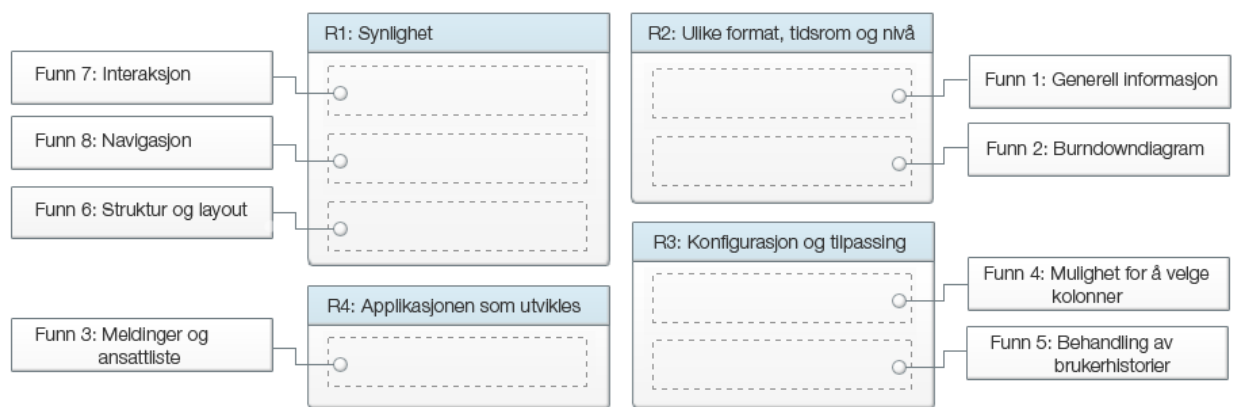 R1: Synlighet
Funn 7: Interaksjon
Funn 8: Navigasjon
Funn 6: Struktur og layout
R2: Ulike format, tidsrom og nivå
Funn 1: Generell informasjon
Funn 2: Burndowndiagram
R3: Konfigurasjon og tilpassing
Funn 4: Mulighet for å velge
kolonner
Funn 5: Behandling av
brukerhistorier
R4: Applikasjonen som utvikles
Funn 3: Meldinger og
ansattliste